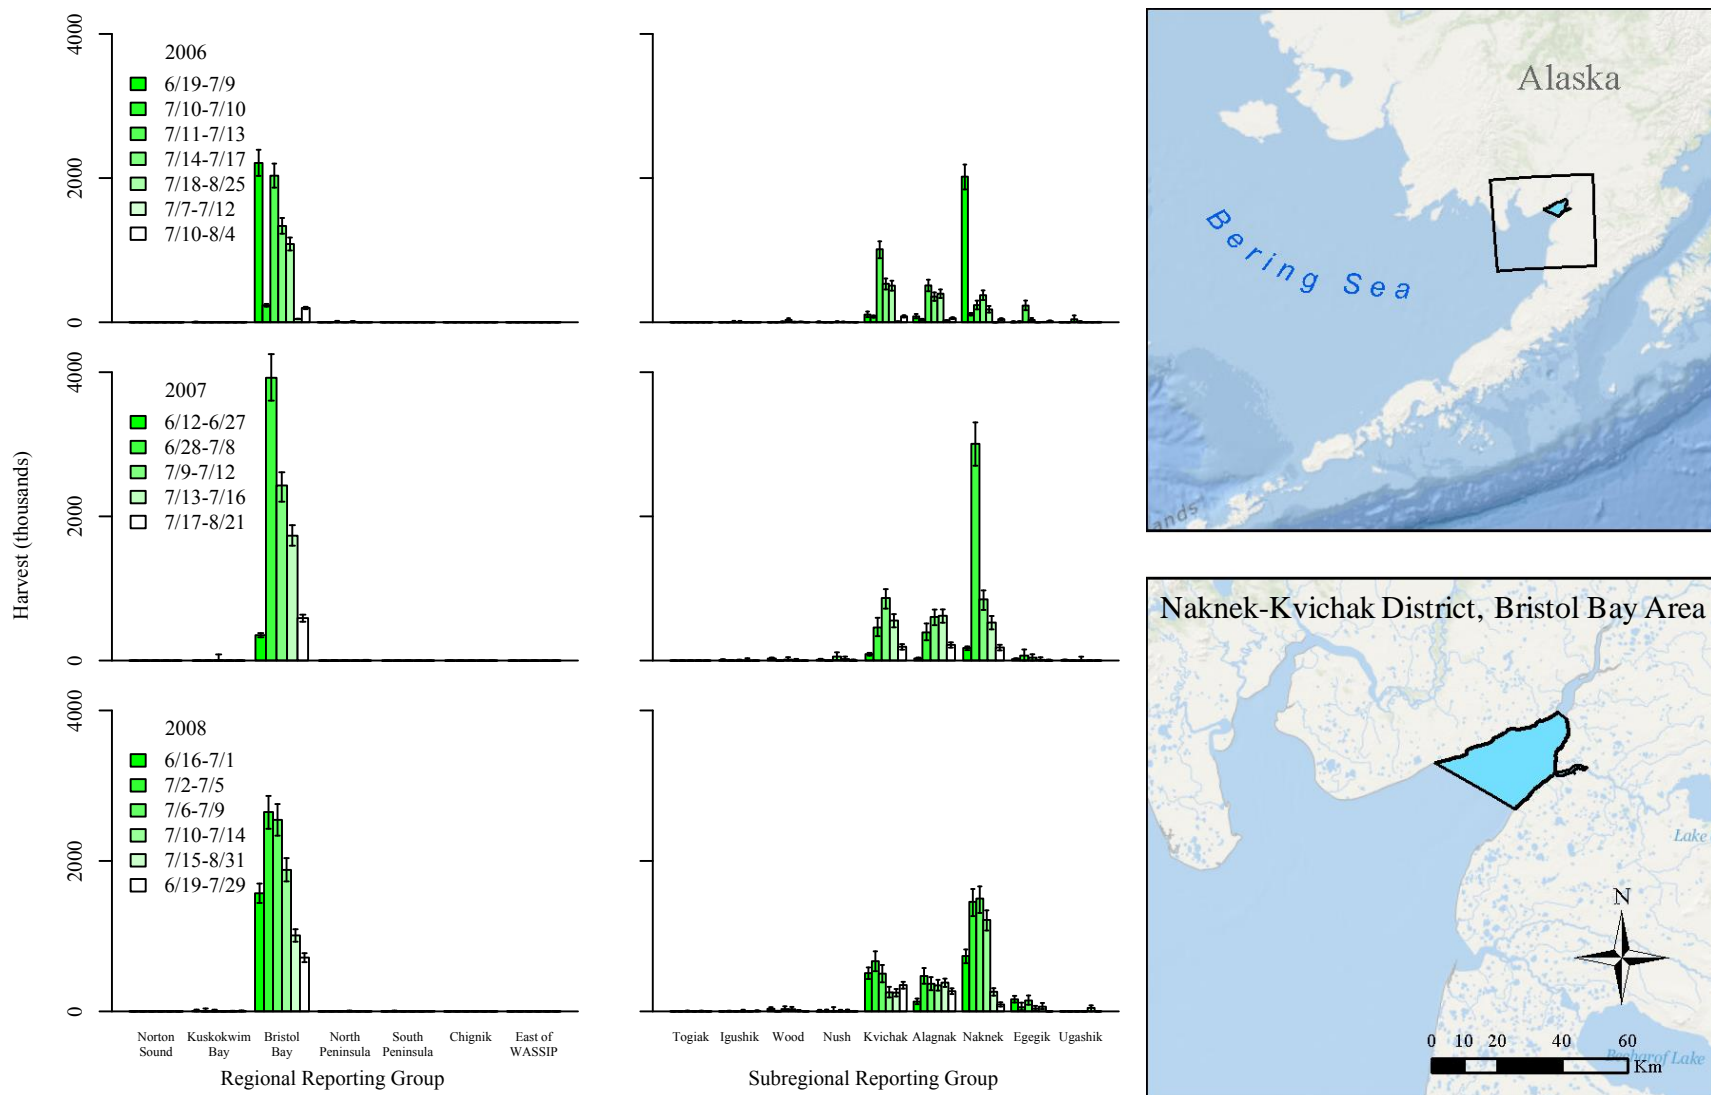 Harvest (thousands)
4000
2000
0
2006
6/19-7/9
7/10-7/10
7/11-7/13
7/14-7/17
7/18-8/25
7/7-7/12
7/10-8/4
4000
2000
0
2007
6/12-6/27
6/28-7/8
7/9-7/12
7/13-7/16
7/17-8/21
4000
2000
0
2008
6/16-7/1
7/2-7/5
7/6-7/9
7/10-7/14
7/15-8/31
6/19-7/29
Norton Sound
Kuskokwim Bay
Bristol Bay
North Peninsula
South Peninsula
Chignik
East of WASSIP
Regional Reporting Group
Togiak
Igushik
Wood
Nush
Kvichak
Alagnak
Naknek
Egegik
Ugashik
Subregional Reporting Group
Alaska
Bering Sea
ands
Naknek-Kvichak District, Bristol Bay Area
Lake
N
0 10 20 40 60
Km
Becharof Lake